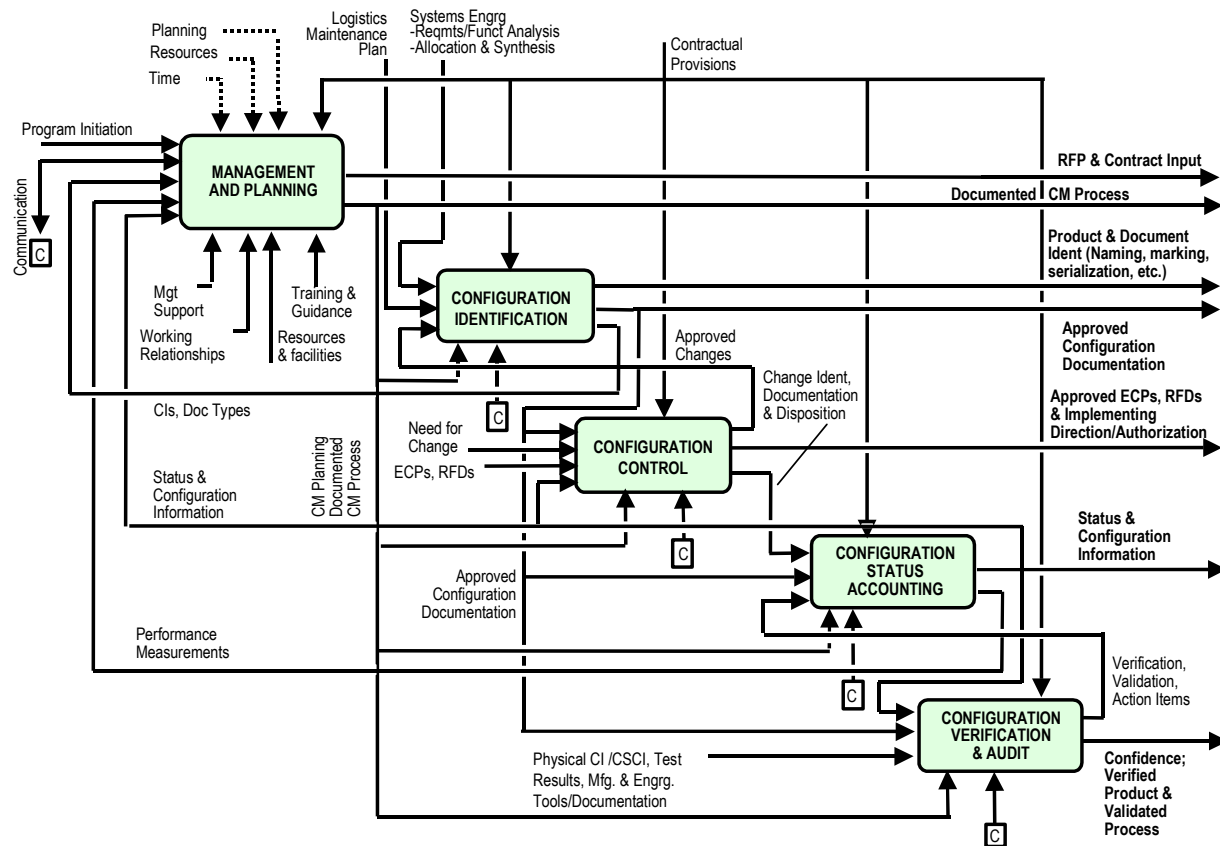 Planning
Resources
Time
Logistics
Maintenance
Plan
Systems Engrg
-Reqmts/Funct Analysis
-Allocation & Synthesis
Contractual
Provisions
Program Initiation
Communication
C
MANAGEMENT
AND PLANNING
RFP & Contract Input
Documented CM Process
Mgt
Support
Working
Relationships
Resources
& facilities
Training &
Guidance
Product & Document
Ident (Naming, marking,
serialization, etc.)
CONFIGURATION
IDENTIFICATION
Approved
Configuration
Documentation
Approved
Changes
C
CIs, Doc Types
Change Ident,
Documentation
& Disposition
Need for
Change
ECPs, RFDs
CONFIGURATION
CONTROL
Approved ECPs, RFDs
& Implementing
Direction/Authorization
Status &
Configuration
Information
CM Planning
Documented
CM Process
C
Approved
Configuration
Documentation
CONFIGURATION
STATUS
ACCOUNTING
Status &
Configuration
Information
Performance
Measurements
C
Verification,
Validation,
Action Items
CONFIGURATION
VERIFICATION
& AUDIT
Physical CI /CSCI, Test
Results, Mfg. & Engrg.
Tools/Documentation
Confidence;
Verified
Product &
Validated
Process
C